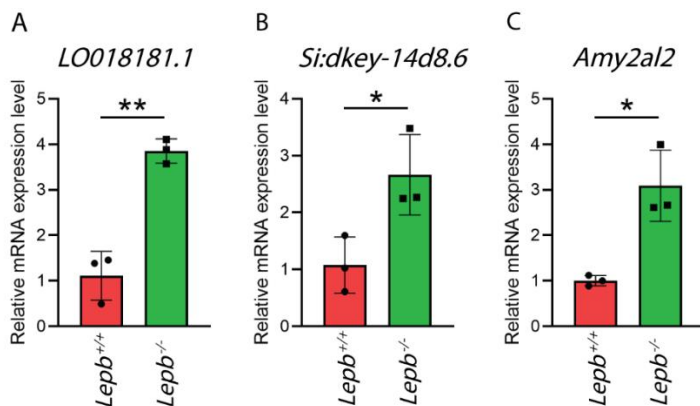 A
LO018181.1
Relative mRNA expression level
5
4
3
2
1
0
**
Lepb+/+
Lepb-/-
B
Si:dkey-14d8.6
Relative mRNA expression level
4
3
2
1
0
*
Lepb+/+
Lepb-/-
C
Amy2al2
Relative mRNA expression level
5
4
3
2
1
0
*
Lepb+/+
Lepb-/-